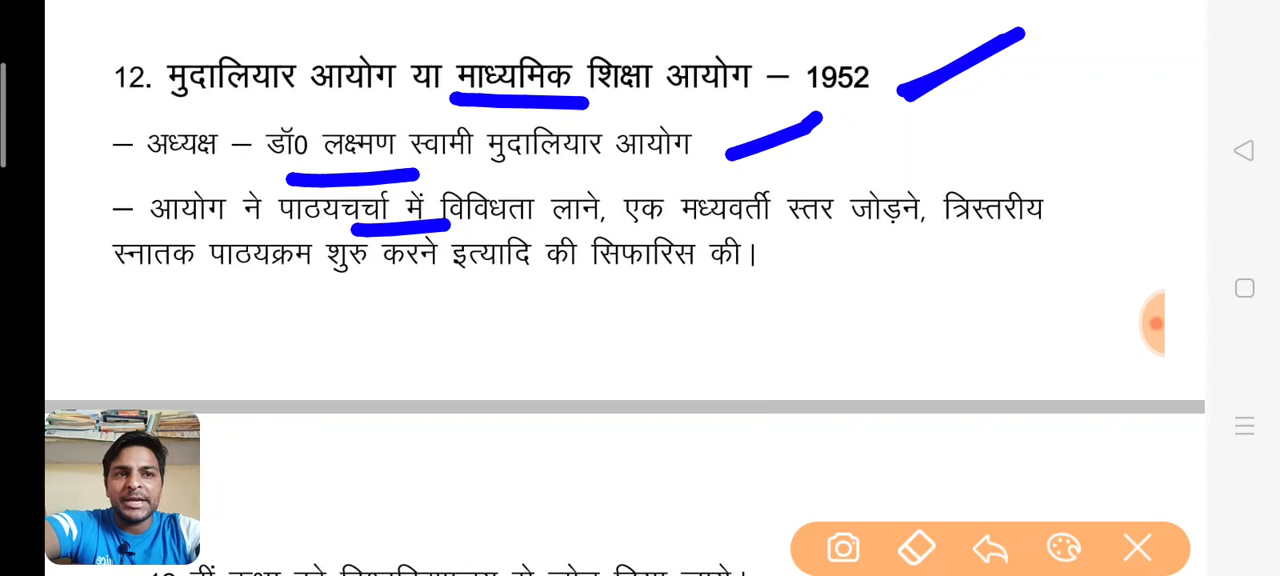 12. मुदालियार आयोग या माध्यमिक शिक्षा आयोग – 1952
– अध्यक्ष – डॉ0 लक्ष्मण स्वामी मुदालियार आयोग
– आयोग ने पाठयचर्चा में विविधता लाने, एक मध्यवर्ती स्तर जोड़ने, त्रिस्तरीय
स्नातक पाठयक्रम शुरु करने इत्यादि की सिफारिस की।